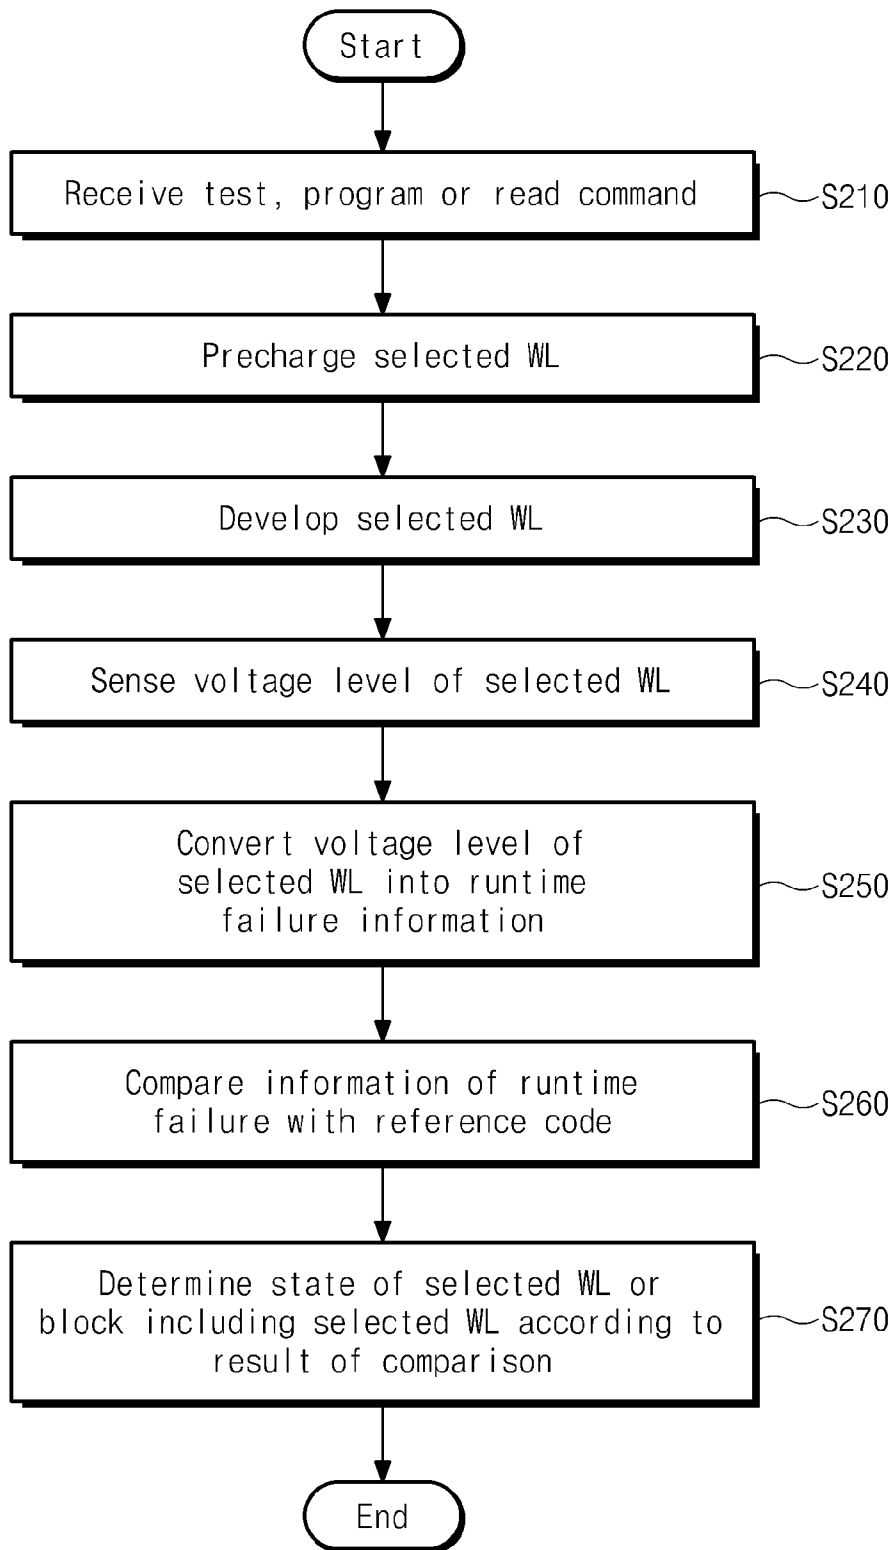 Start
Receive test, program or read command
S210
Precharge selected WL
S220
Develop selected WL
S230
Sense voltage level of selected WL
S240
Convert voltage level of
selected WL into runtime
failure information
S250
Compare information of runtime
failure with reference code
S260
Determine state of selected WL or
block including selected WL according to
result of comparison
S270
End